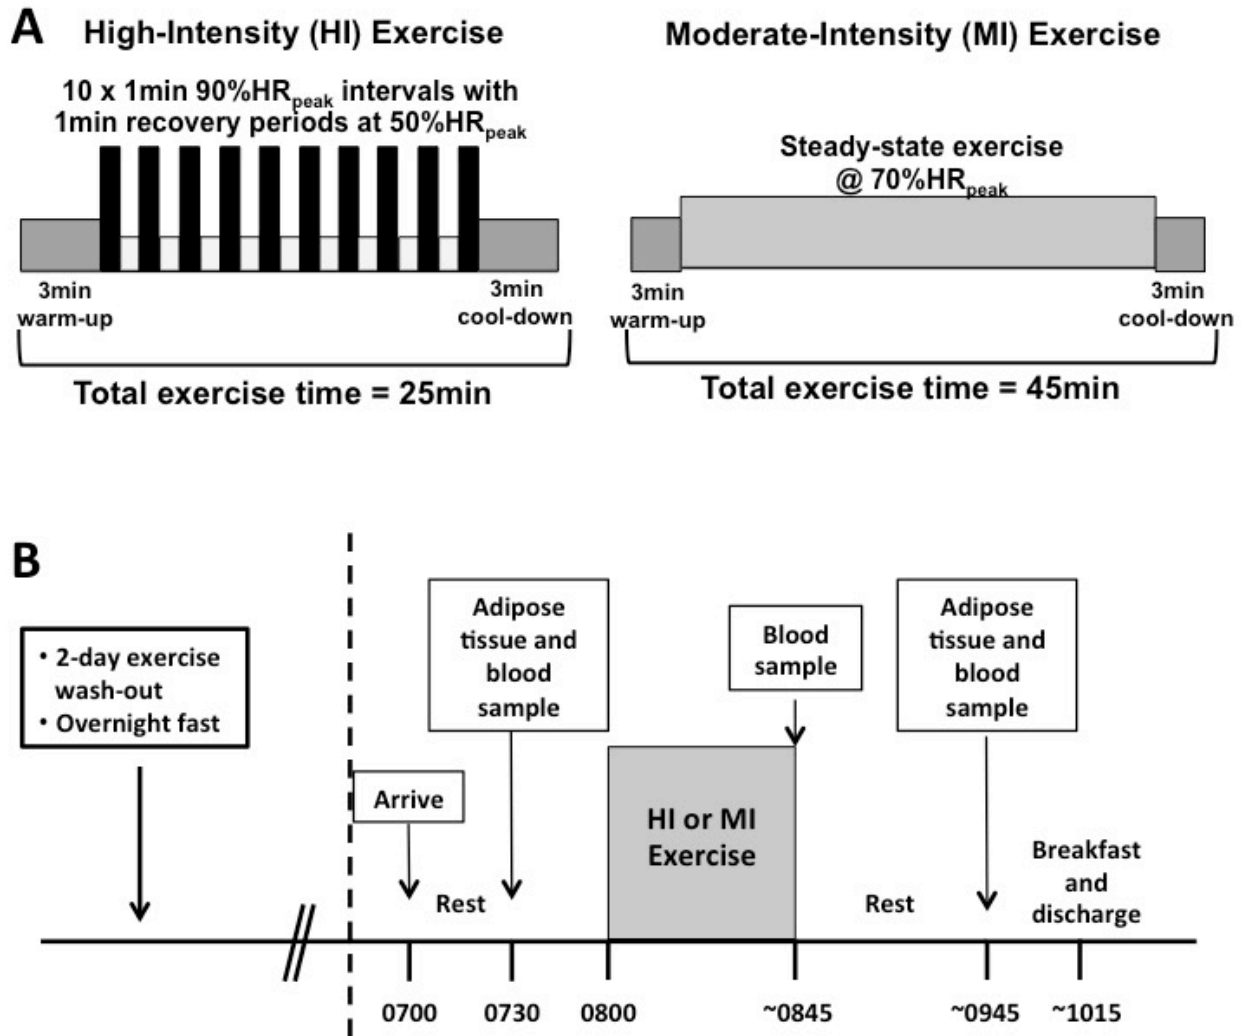 A
High-Intensity (HI) Exercise
10 x 1min 90%HRpeak intervals with
1min recovery periods at 50%HRpeak
3min
warm-up
3min
cool-down
Total exercise time = 25min
Moderate-Intensity (MI) Exercise
Steady-state exercise
@ 70%HRpeak
3min
warm-up
3min
cool-down
Total exercise time = 45min
B
• 2-day exercise
wash-out
• Overnight fast
Arrive
Rest
Adipose
tissue and
blood
sample
HI or MI
Exercise
Blood
sample
Rest
Adipose
tissue and
blood
sample
Breakfast
and
discharge
0700 0730 0800 ~0845 ~0945 ~1015